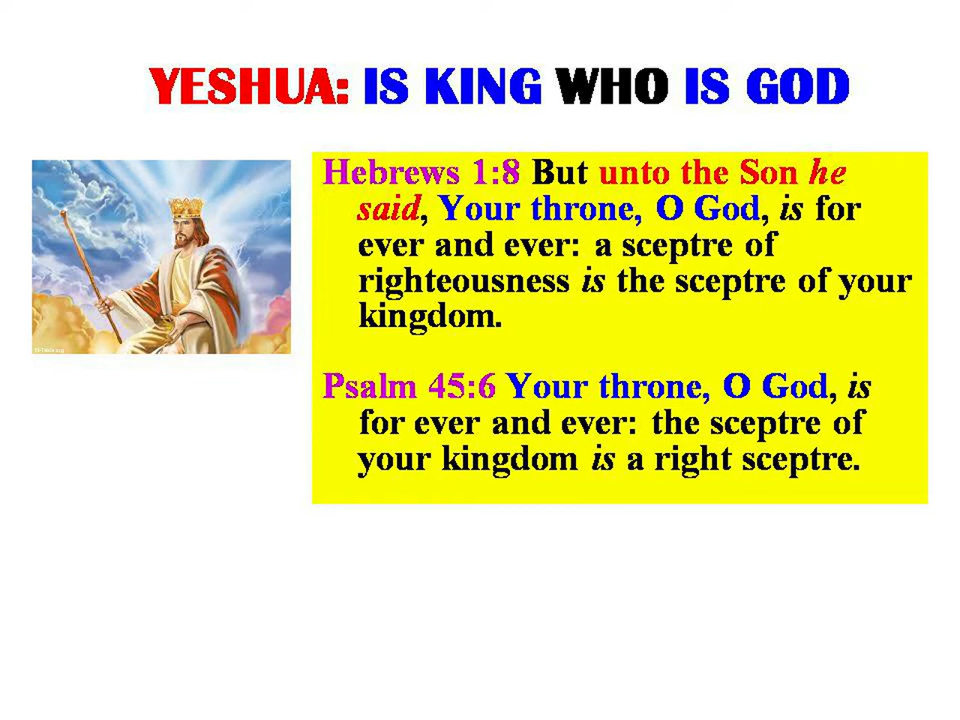 YESHUA: IS KING WHO IS GOD
Hebrews 1:8 But unto the Son he
said, Your throne, O God, is for
ever and ever: a sceptre of
righteousness is the sceptre of your
kingdom.
Psalm 45:6 Your throne, O God, is
for ever and ever: the sceptre of
your kingdom is a right sceptre.